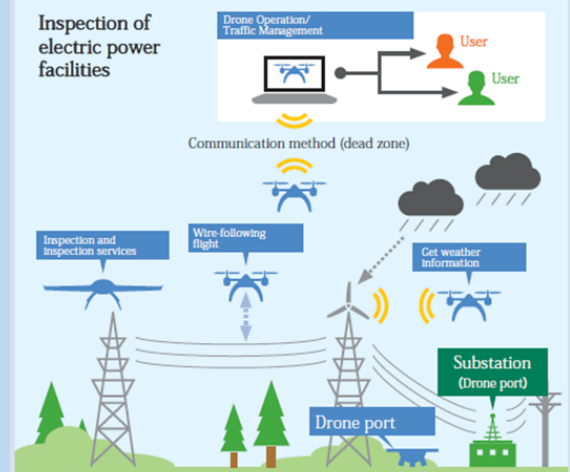 Inspection of
electric power
facilities
Drone Operation/
Traffic Management
User
User
Communication method (dead zone)
Inspection and
inspection services
Wire-following
flight
Get weather
information
Substation
(Drone port)
Drone port